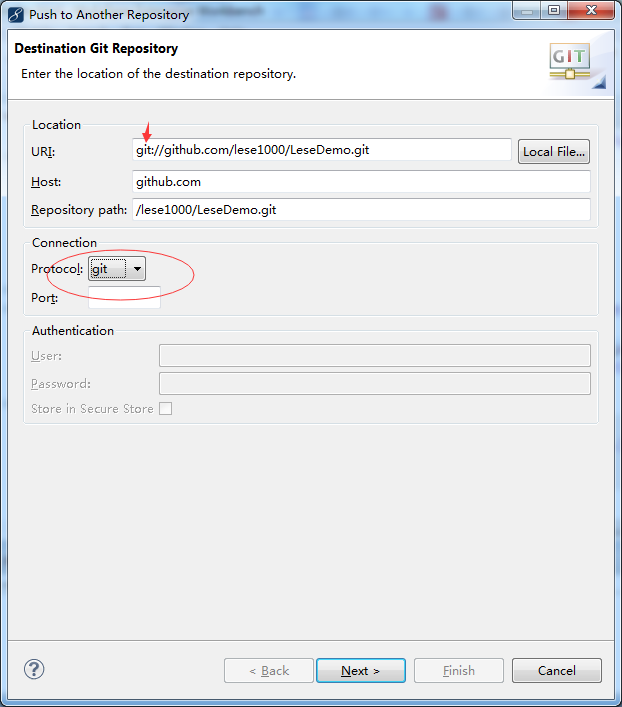 Push to Another Repository
Destination Git Repository
Enter the location of the destination repository.
GIT
Location
URI: git://github.com/lese1000/LeseDemo.git Local File...
Host: github.com
Repository path: /lese1000/LeseDemo.git
Connection
Protocol: git
Port:
Authentication
User:
Password:
Store in Secure Store
< Back Next > Finish Cancel